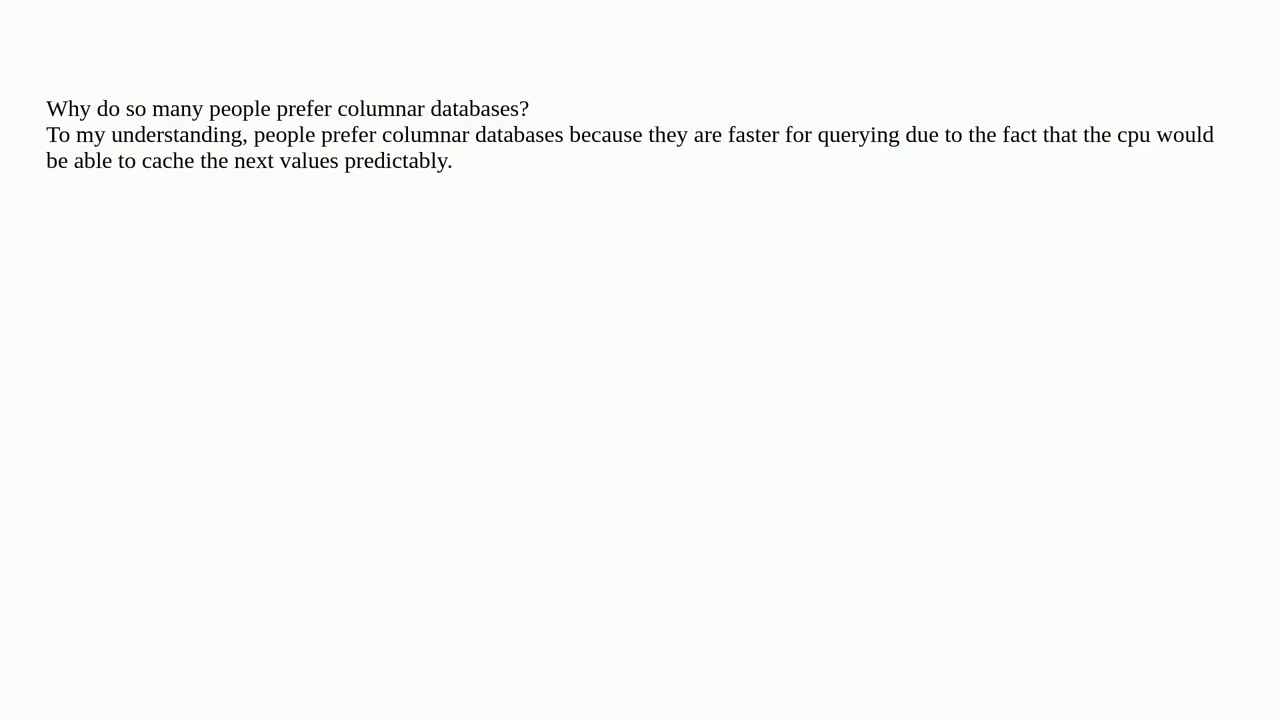 Why do so many people prefer columnar databases?
To my understanding, people prefer columnar databases because they are faster for querying due to the fact that the cpu would
be able to cache the next values predictably.